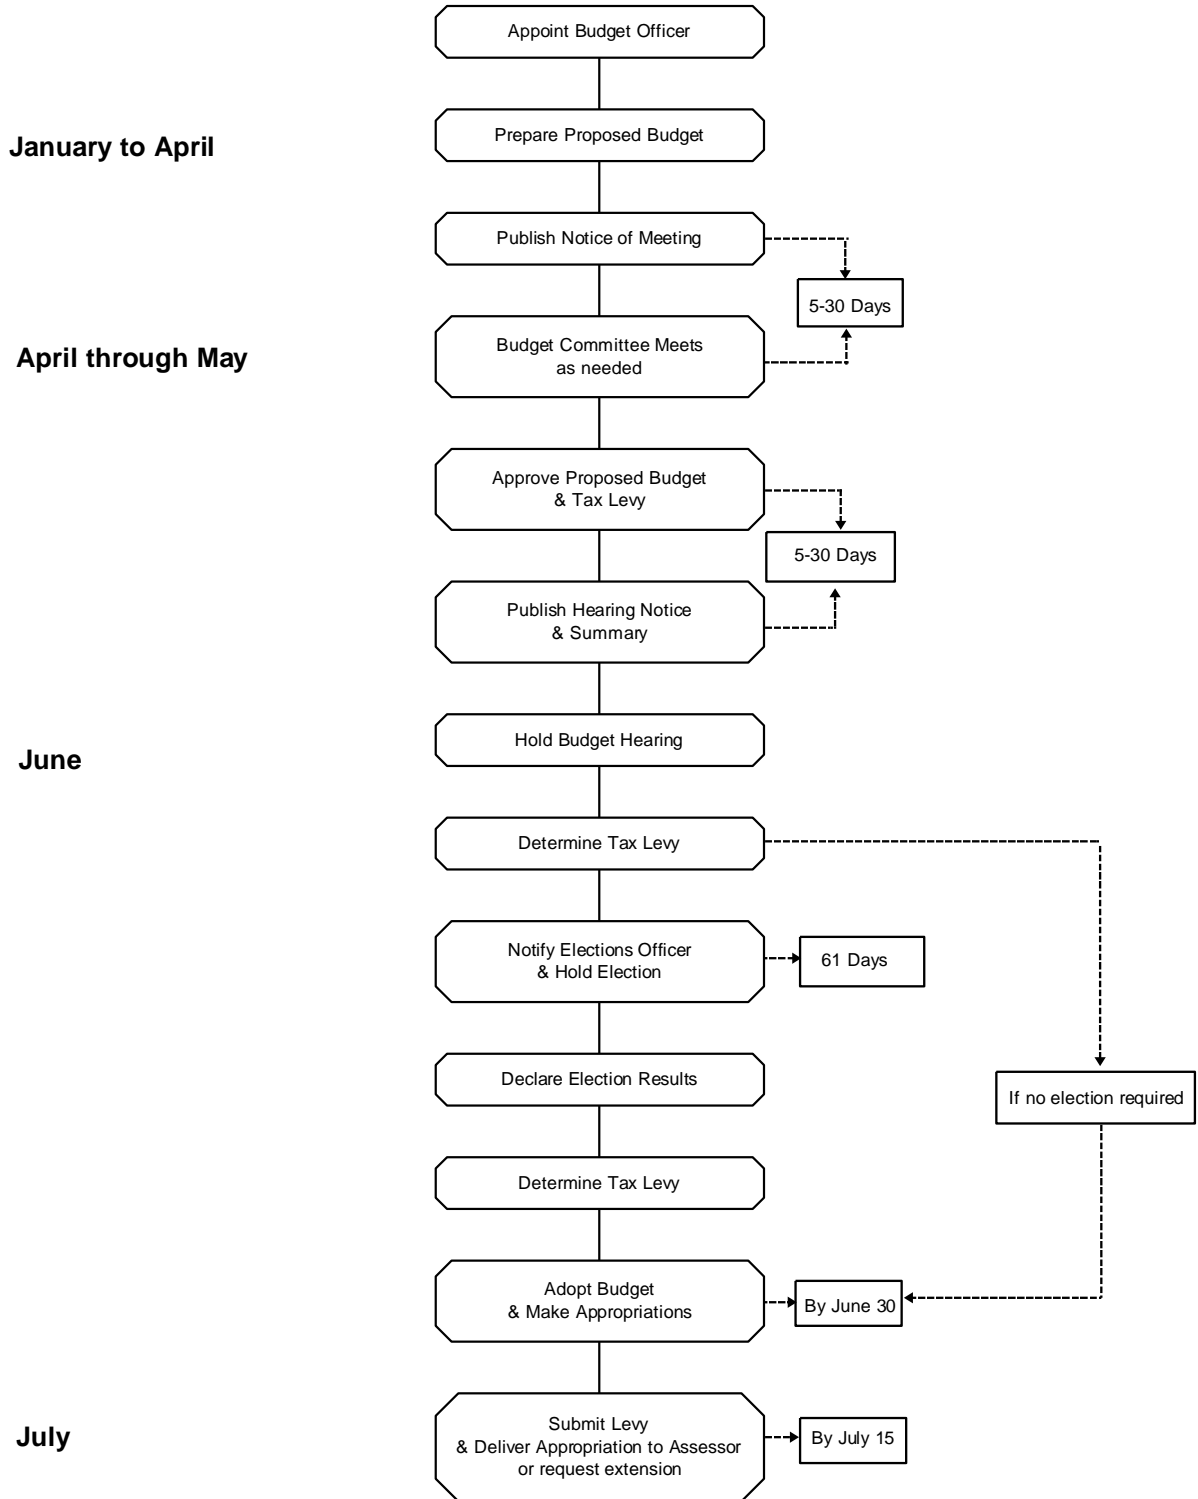 Appoint Budget Officer
January to April
Prepare Proposed Budget
Publish Notice of Meeting
5-30 Days
April through May
Budget Committee Meets
as needed
Approve Proposed Budget
& Tax Levy
5-30 Days
Publish Hearing Notice
& Summary
June
Hold Budget Hearing
Determine Tax Levy
Notify Elections Officer
& Hold Election
61 Days
Declare Election Results
If no election required
Determine Tax Levy
Adopt Budget
& Make Appropriations
By June 30
July
Submit Levy
& Deliver Appropriation to Assessor
or request extension
By July 15